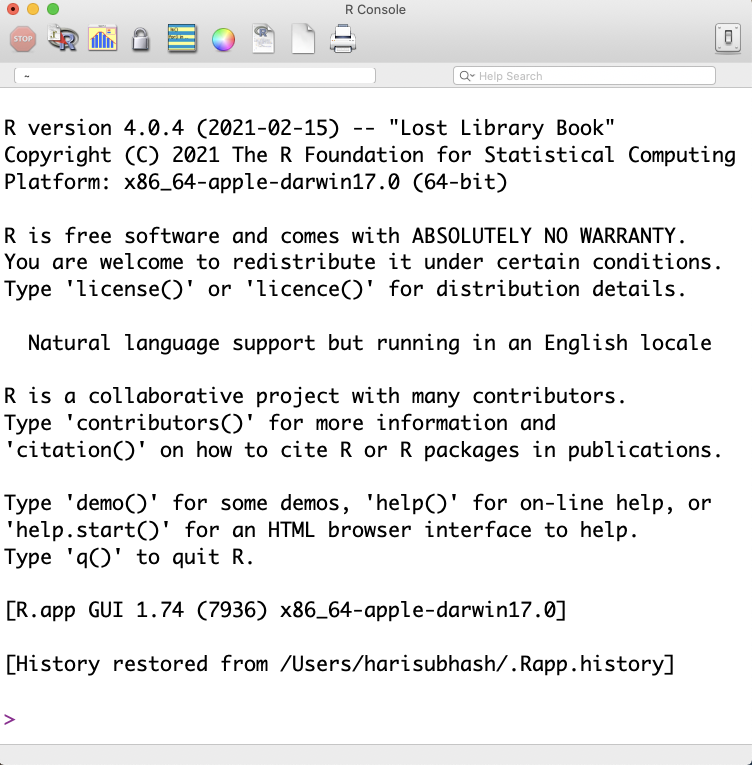 R Console
STOP
R
~
Help Search
R version 4.0.4 (2021-02-15) -- "Lost Library Book"
Copyright (C) 2021 The R Foundation for Statistical Computing
Platform: x86_64-apple-darwin17.0 (64-bit)
R is free software and comes with ABSOLUTELY NO WARRANTY.
You are welcome to redistribute it under certain conditions.
Type 'license()' or 'licence()' for distribution details.
Natural language support but running in an English locale
R is a collaborative project with many contributors.
Type 'contributors()' for more information and
'citation()' on how to cite R or R packages in publications.
Type 'demo()' for some demos, 'help()' for on-line help, or
'help.start()' for an HTML browser interface to help.
Type 'q()' to quit R.
[R.app GUI 1.74 (7936) x86_64-apple-darwin17.0]
[History restored from /Users/harisubhash/.Rapp.history]
>